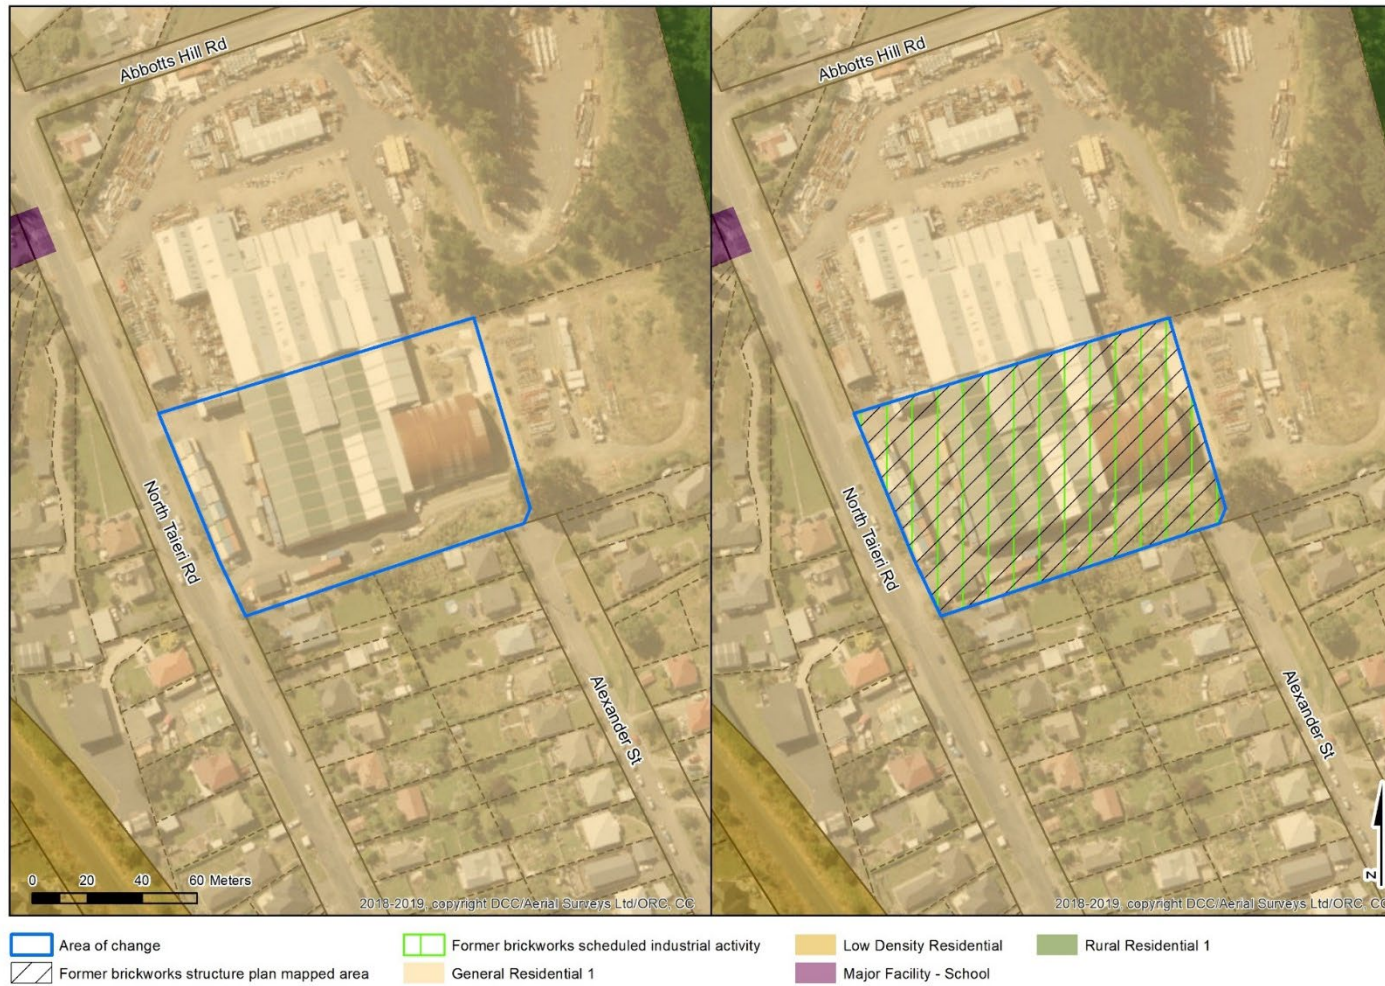 Abbotts Hill Rd
Abbotts Hill Rd
North Taieri Rd
North Taieri Rd
Alexander St
Alexander St
0 20 40 60 Meters
N
2018-2019, copyright DCC/Aerial Surveys Ltd/ORC, CC
2018-2019, copyright DCC/Aerial Surveys Ltd/ORC, CC
Area of change
Former brickworks scheduled industrial activity
Low Density Residential
Rural Residential 1
Former brickworks structure plan mapped area
General Residential 1
Major Facility - School